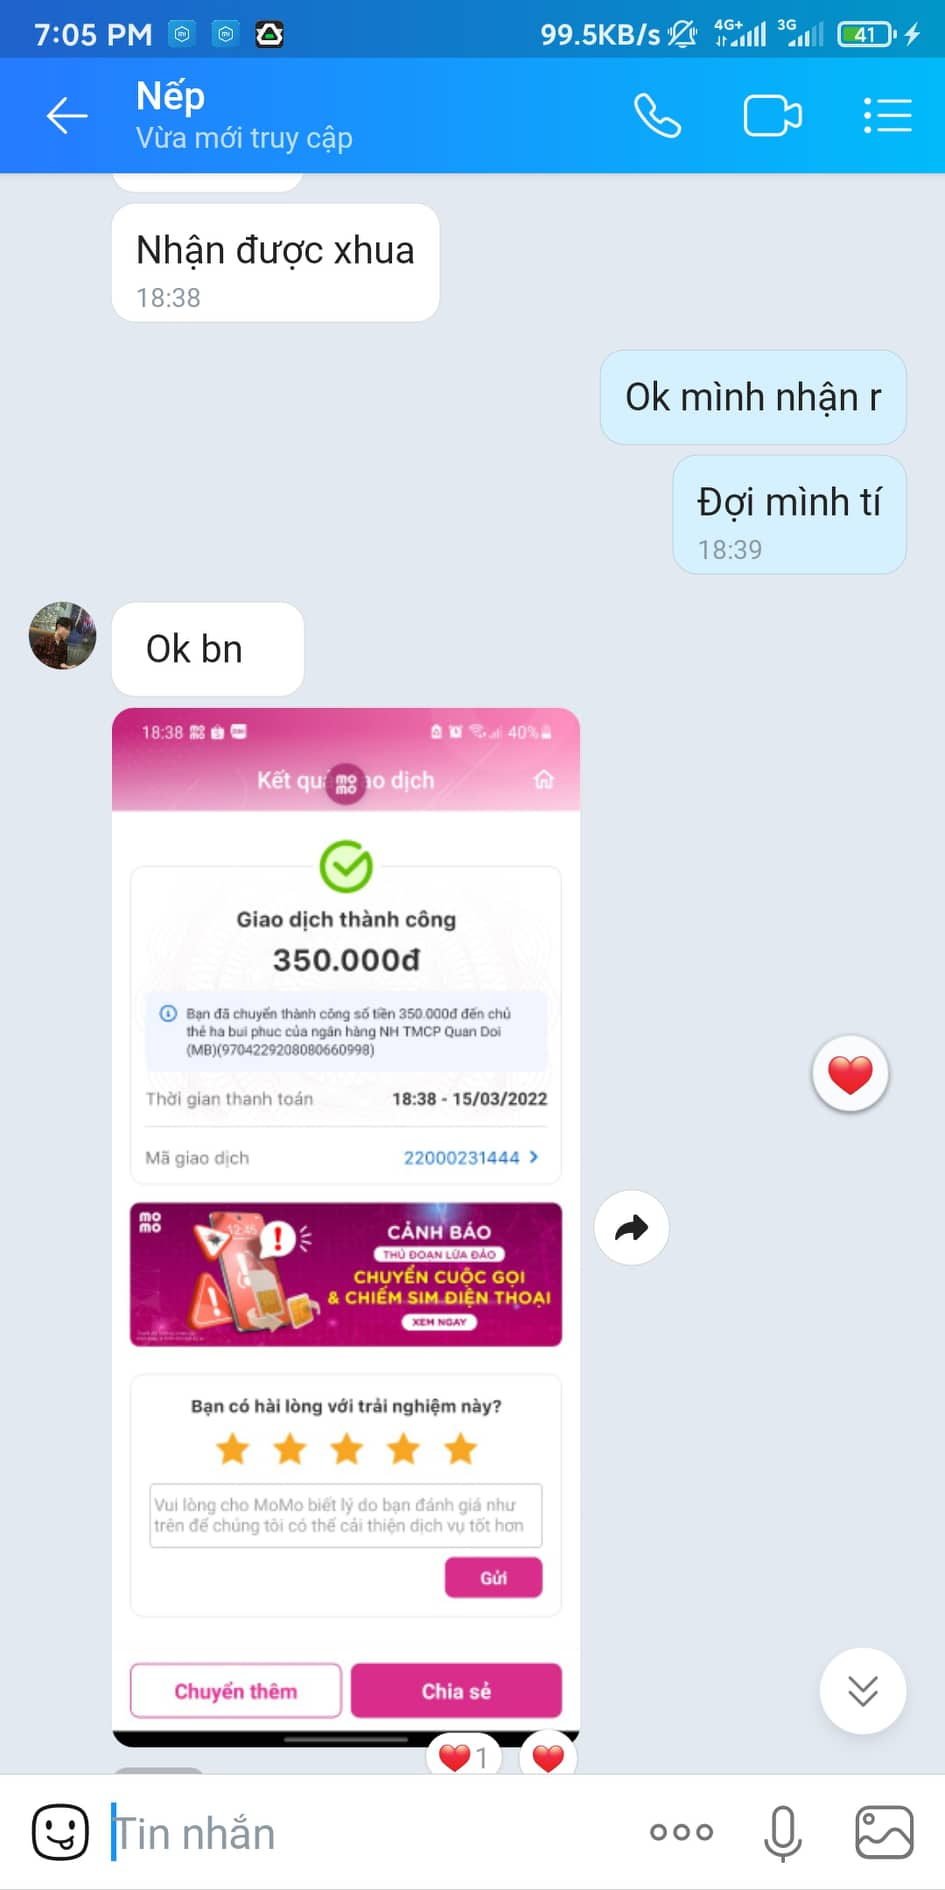 7:05 PM
99.5KB/s 4G+ 3G 41
Nếp
Vừa mới truy cập
Nhận được xhua
18:38
Ok mình nhận r
Đợi mình tí
18:39
Ok bn
18:38 40%
Kết qu ao dịch
mo
mo
Giao dịch thành công
350.000đ
Bạn đã chuyển thành công số tiền 350.000đ đến chủ
thẻ ha bui phuc của ngân hàng NH TMCP Quan Doi
(MB)(9704229208080660998)
Thời gian thanh toán 18:38 - 15/03/2022
Mã giao dịch 22000231444
mo
mo
12:45
CẢNH BÁO
THỦ ĐOẠN LỪA ĐẢO
CHUYỂN CUỘC GỌI
& CHIẾM SIM ĐIỆN THOẠI
XEM NGAY
Bạn có hài lòng với trải nghiệm này?
Vui lòng cho MoMo biết lý do bạn đánh giá như
trên để chúng tôi có thể cải thiện dịch vụ tốt hơn
Gửi
Chuyển thêm
Chia sẻ
1
Tin nhắn